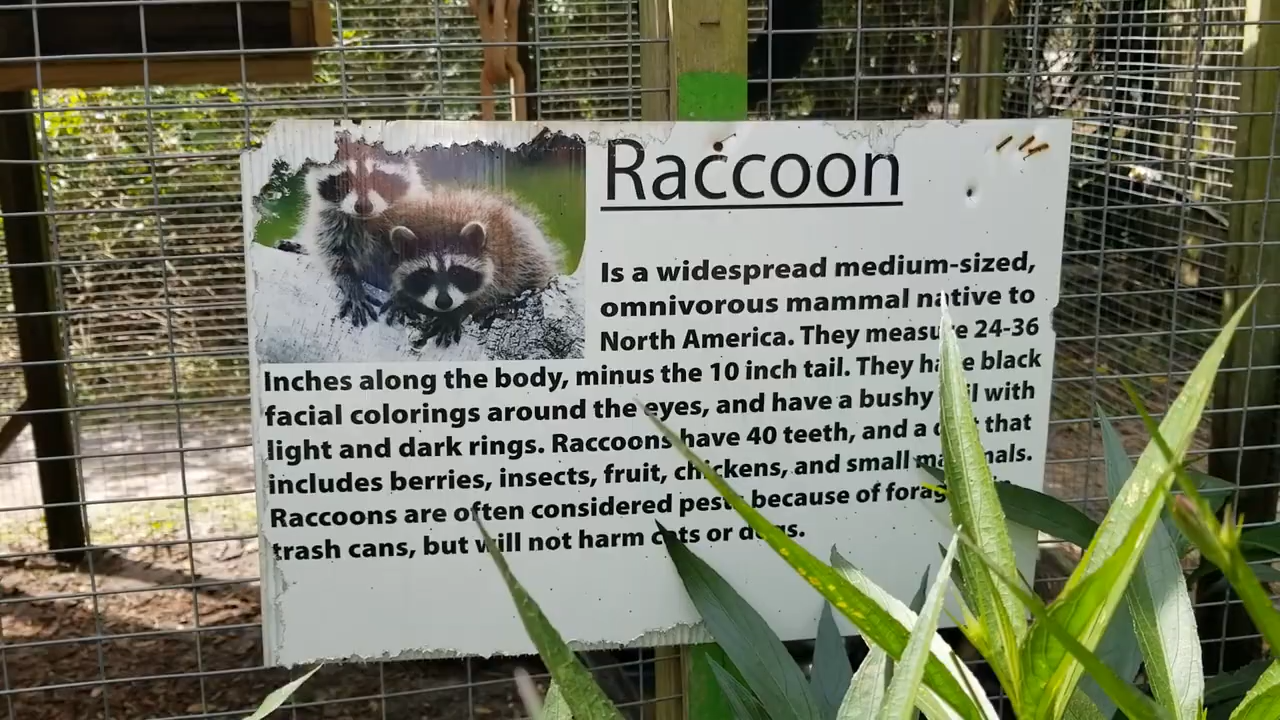 Raccoon
Is a widespread medium-sized,
omnivorous mammal native to
North America. They measure 24-36
Inches along the body, minus the 10 inch tail. They have black
facial colorings around the eyes, and have a bushy tail with
light and dark rings. Raccoons have 40 teeth, and a diet that
includes berries, insects, fruit, chickens, and small mammals.
Raccoons are often considered pests because of foraging in
trash cans, but will not harm cats or dogs.